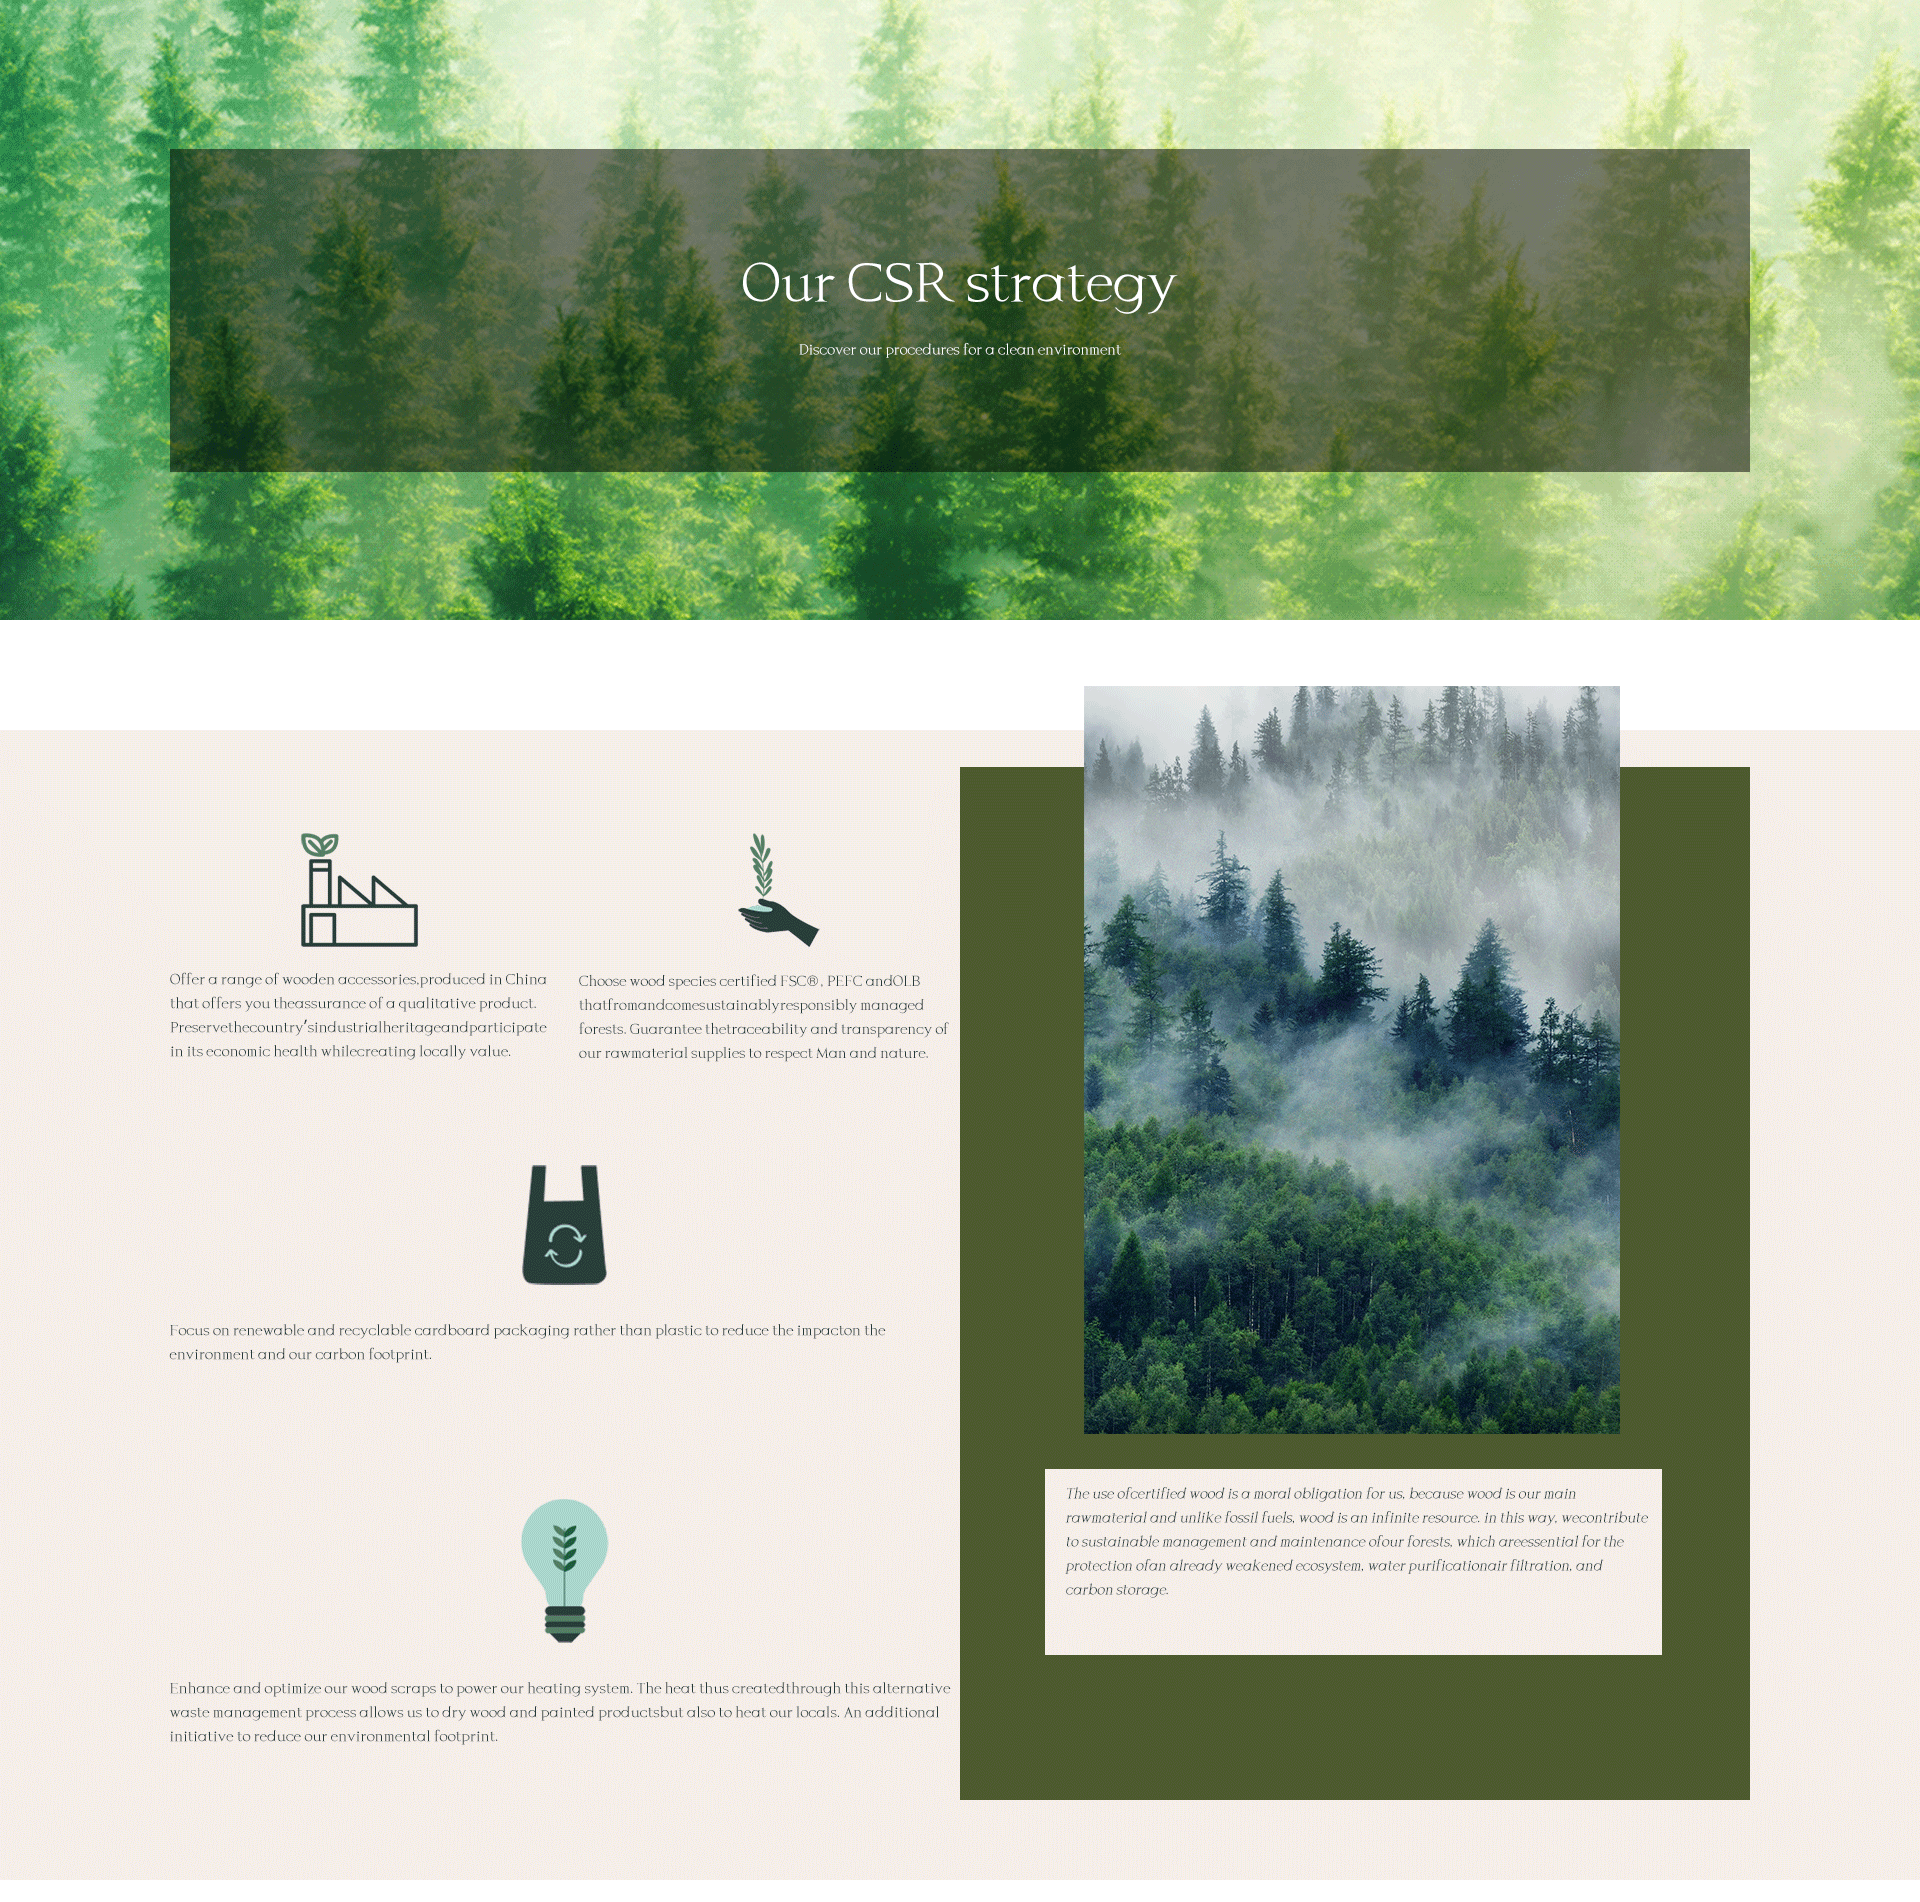 Our CSR strategy
Discover our procedures for a clean environment
Offer a range of wooden accessories,produced in China
that offers you theassurance of a qualitative product.
Preservethecountry'sindustrialheritageandparticipate
in its economic health whilecreating locally value.
Choose wood species certified FSC®, PEFC andOLB
thatfromandcomesustainablyresponsibly managed
forests. Guarantee thetraceability and transparency of
our rawmaterial supplies to respect Man and nature.
Focus on renewable and recyclable cardboard packaging rather than plastic to reduce the impacton the
environment and our carbon footprint.
Enhance and optimize our wood scraps to power our heating system. The heat thus createdthrough this alternative
waste management process allows us to dry wood and painted productsbut also to heat our locals. An additional
initiative to reduce our environmental footprint.
The use ofcertified wood is a moral obligation for us, because wood is our main
rawmaterial and unlike fossil fuels, wood is an infinite resource. in this way, wecontribute
to sustainable management and maintenance ofour forests, which areessential for the
protection ofan already weakened ecosystem, water purificationair filtration, and
carbon storage.